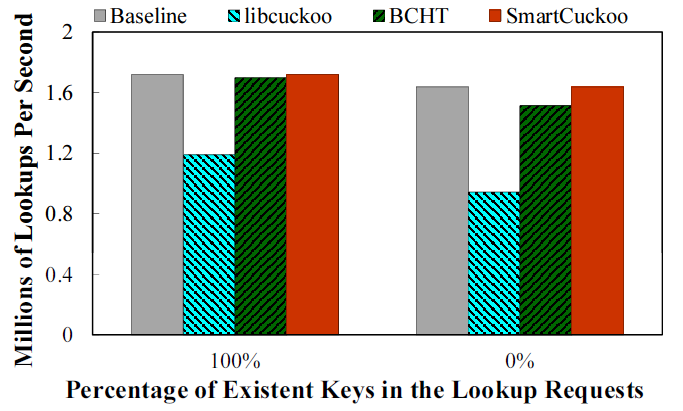 Baseline libcuckoo BCHT SmartCuckoo
Millions of Lookups Per Second
2
1.6
1.2
0.8
0.4
0
100% 0%
Percentage of Existent Keys in the Lookup Requests